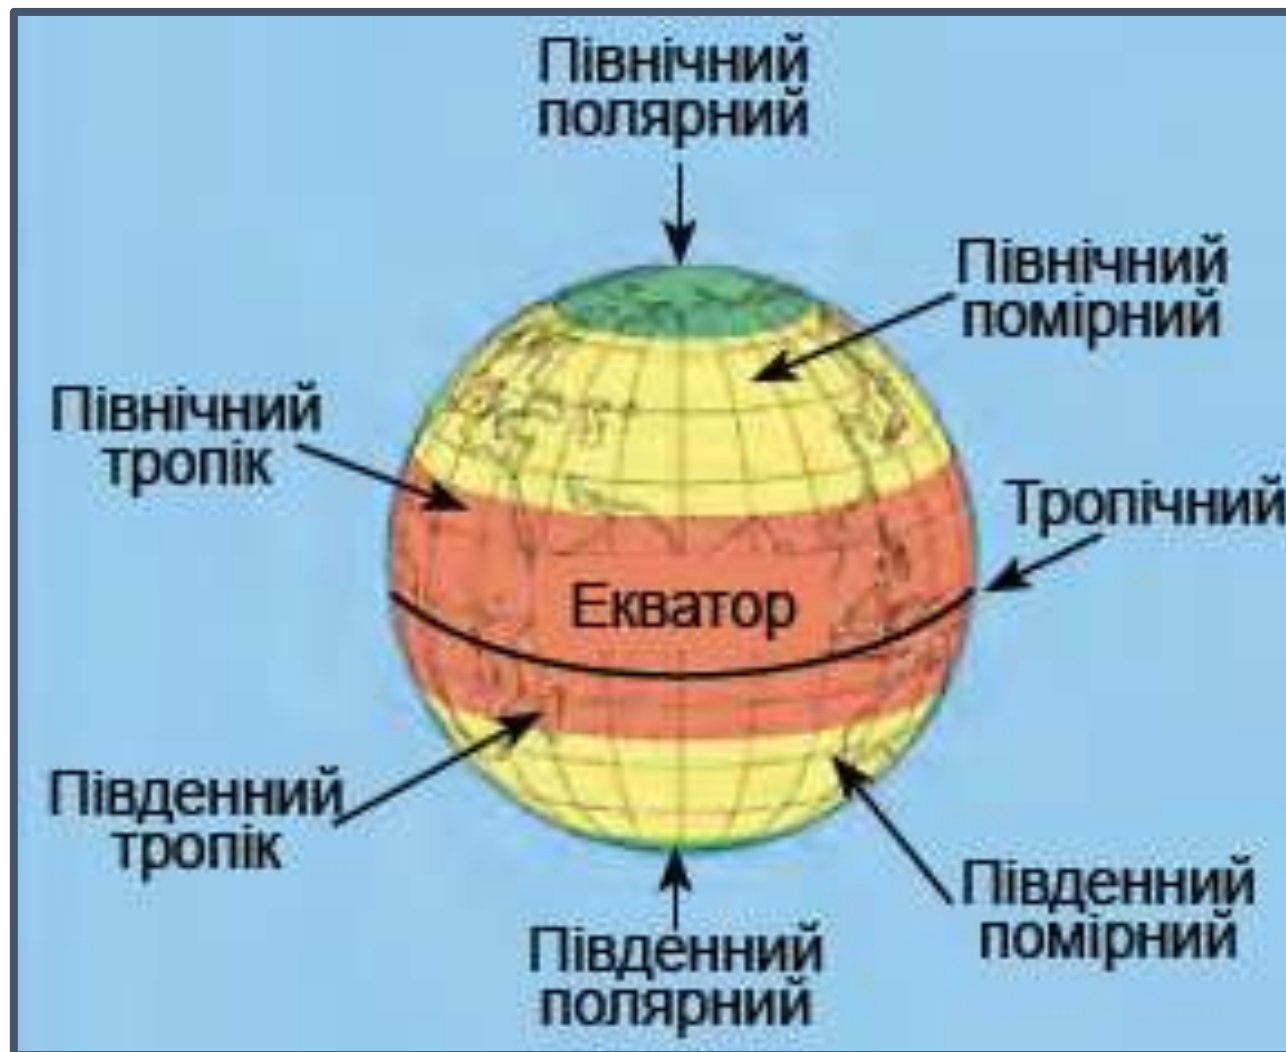 Північний
полярний
Північний
помірний
Північний
тропік
Тропічний
Екватор
Південний
тропік
Південний
помірний
Південний
полярний